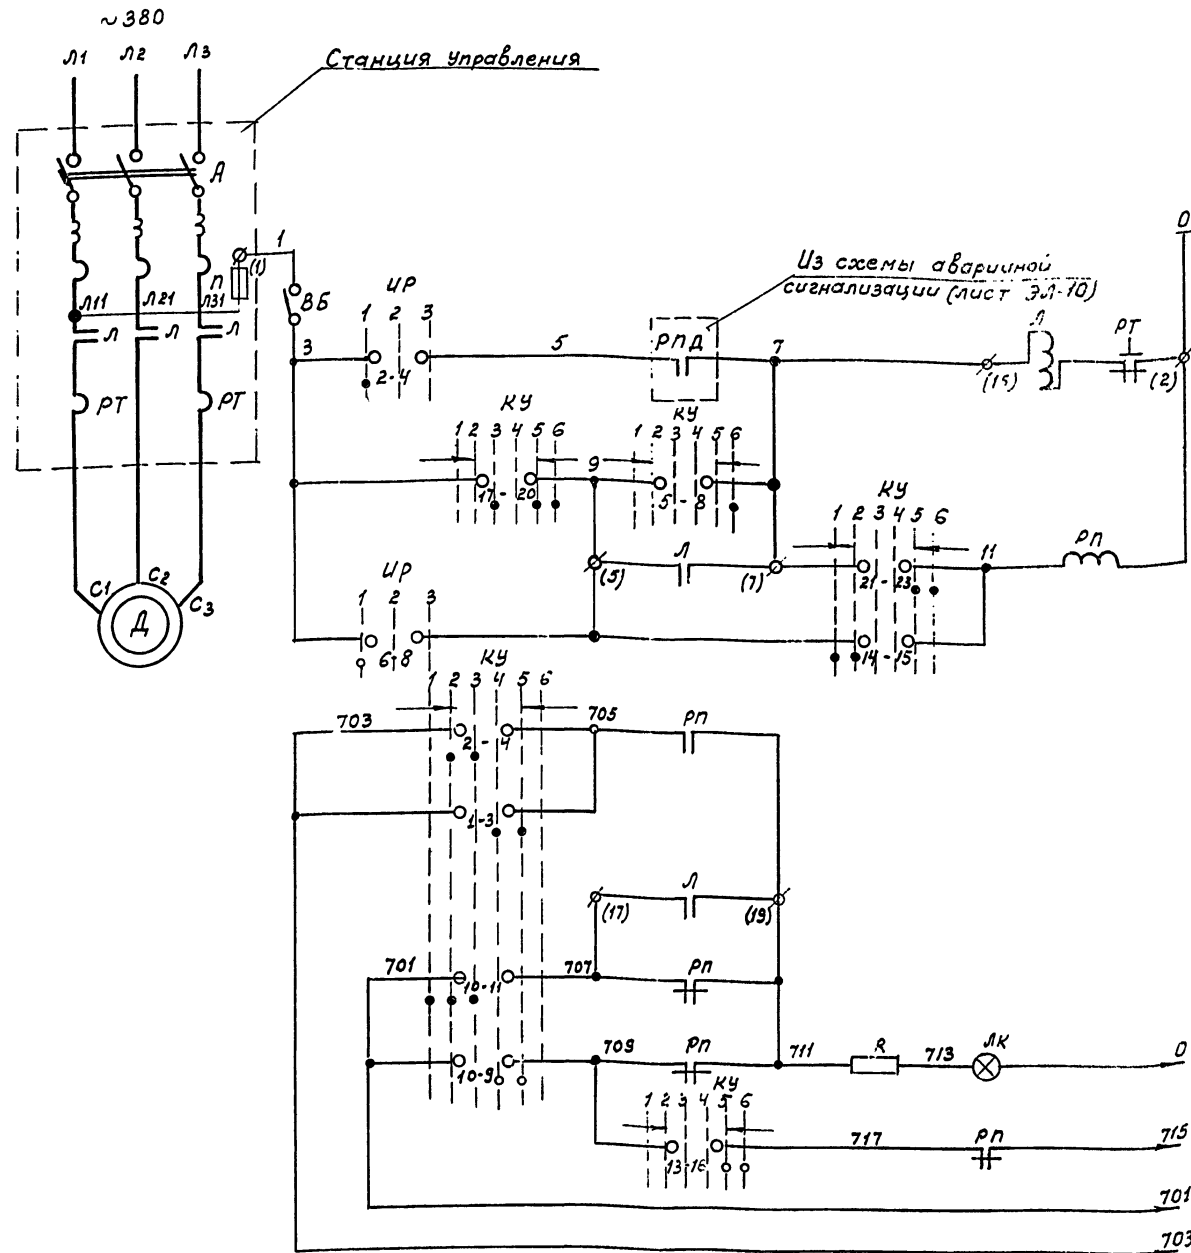 ~380
Л1 Л2 Л3
Станция управления
А
1
П (1)
Л11 Л21 Л31
Л Л Л
ВБ
РТ РТ
С1 С2 С3
Д
ИР
1 2 3
3
2-4
5
Из схемы аварийной
сигнализации (лист ЭЛ-10)
РПД
7
(15)
Л
РТ
(2)
0
КУ
1 2 3 4 5 6
17-20
9
КУ
1 2 3 4 5 6
5-8
(5)
Л
(7)
КУ
1 2 3 4 5 6
21-23
11
РП
ИР
1 2 3
6-8
14-15
КУ
1 2 3 4 5 6
703
2-4
705
РП
1-3
(17)
Л
(19)
701
10-11
707
РП
10-9
709
РП
711
R
713
ЛК
0
КУ
1 2 3 4 5 6
13-16
717
РП
715
701
703